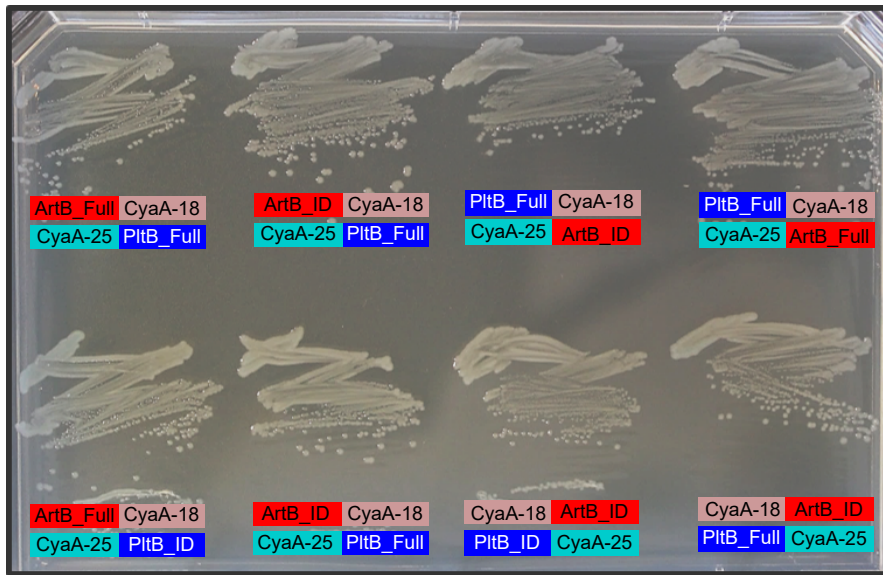 ArtB_Full CyaA-18
CyaA-25 PltB_Full
ArtB_ID CyaA-18
CyaA-25 PltB_Full
PltB_Full CyaA-18
CyaA-25 ArtB_ID
PltB_Full CyaA-18
CyaA-25 ArtB_Full
ArtB_Full CyaA-18
CyaA-25 PltB_ID
ArtB_ID CyaA-18
CyaA-25 PltB_Full
CyaA-18 ArtB_ID
PltB_ID CyaA-25
CyaA-18 ArtB_ID
PltB_Full CyaA-25